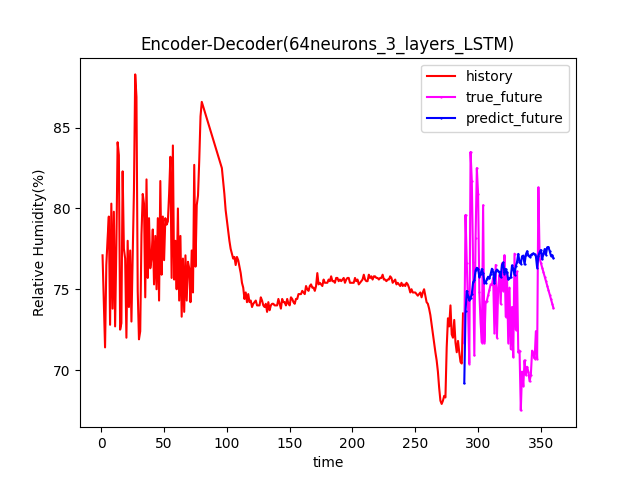 Encoder-Decoder(64neurons_3_layers_LSTM)
history
true_future
predict_future
Relative Humidity(%)
85
80
75
70
0 50 100 150 200 250 300 350
time